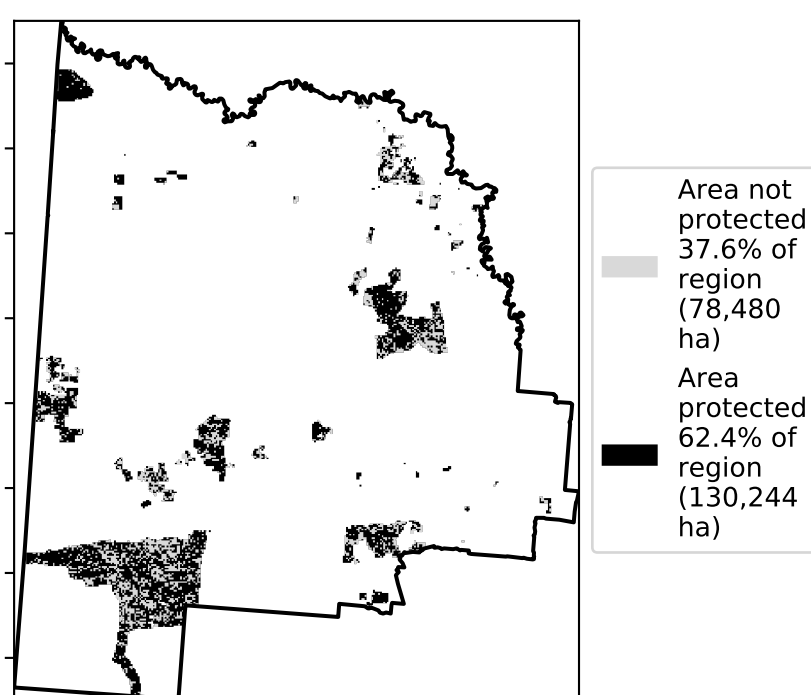 Area not
protected
37.6% of
region
(78,480
ha)
Area
protected
62.4% of
region
(130,244
ha)